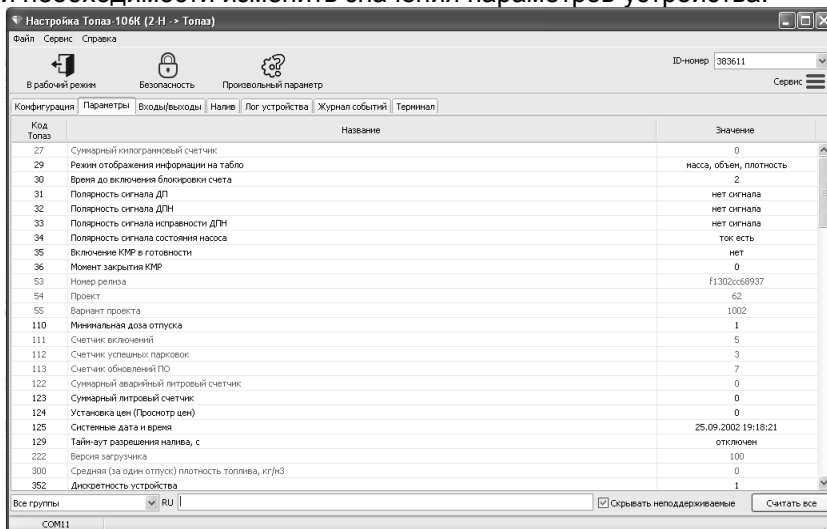 и необходимости изменить значения параметров устройства.
Настройка Топаз-106К (2-Н -> Топаз)
Файл Сервис Справка
В рабочий режим Безопасность Произвольный параметр ID-номер 383611 Сервис
Конфигурация Параметры Входы/выходы Налив Лог устройства Журнал событий Терминал
Код Топаз Название Значение
27 Суммарный килограммовый счетчик 0
29 Режим отображения информации на табло масса, объем, плотность
30 Время до включения блокировки счета 2
31 Полярность сигнала ДП нет сигнала
32 Полярность сигнала ДПН нет сигнала
33 Полярность сигнала исправности ДПН нет сигнала
34 Полярность сигнала состояния насоса ток есть
35 Включение КМР в готовности нет
36 Момент закрытия КМР 0
53 Номер релиза f1302cc68937
54 Проект 62
55 Вариант проекта 1002
110 Минимальная доза отпуска 1
111 Счетчик включений 5
112 Счетчик успешных парковок 3
113 Счетчик обновлений ПО 7
122 Суммарный аварийный литровый счетчик 0
123 Суммарный литровый счетчик 0
124 Установка цен (Просмотр цен) 0
125 Системные дата и время 25.09.2002 19:18:21
129 Тайм-аут разрешения налива, с отключен
222 Версия загрузчика 100
300 Средняя (за один отпуск) плотность топлива, кг/м3 0
352 Дискретность устройства 1
Все группы RU Скрывать неподдерживаемые Считать все
COM11